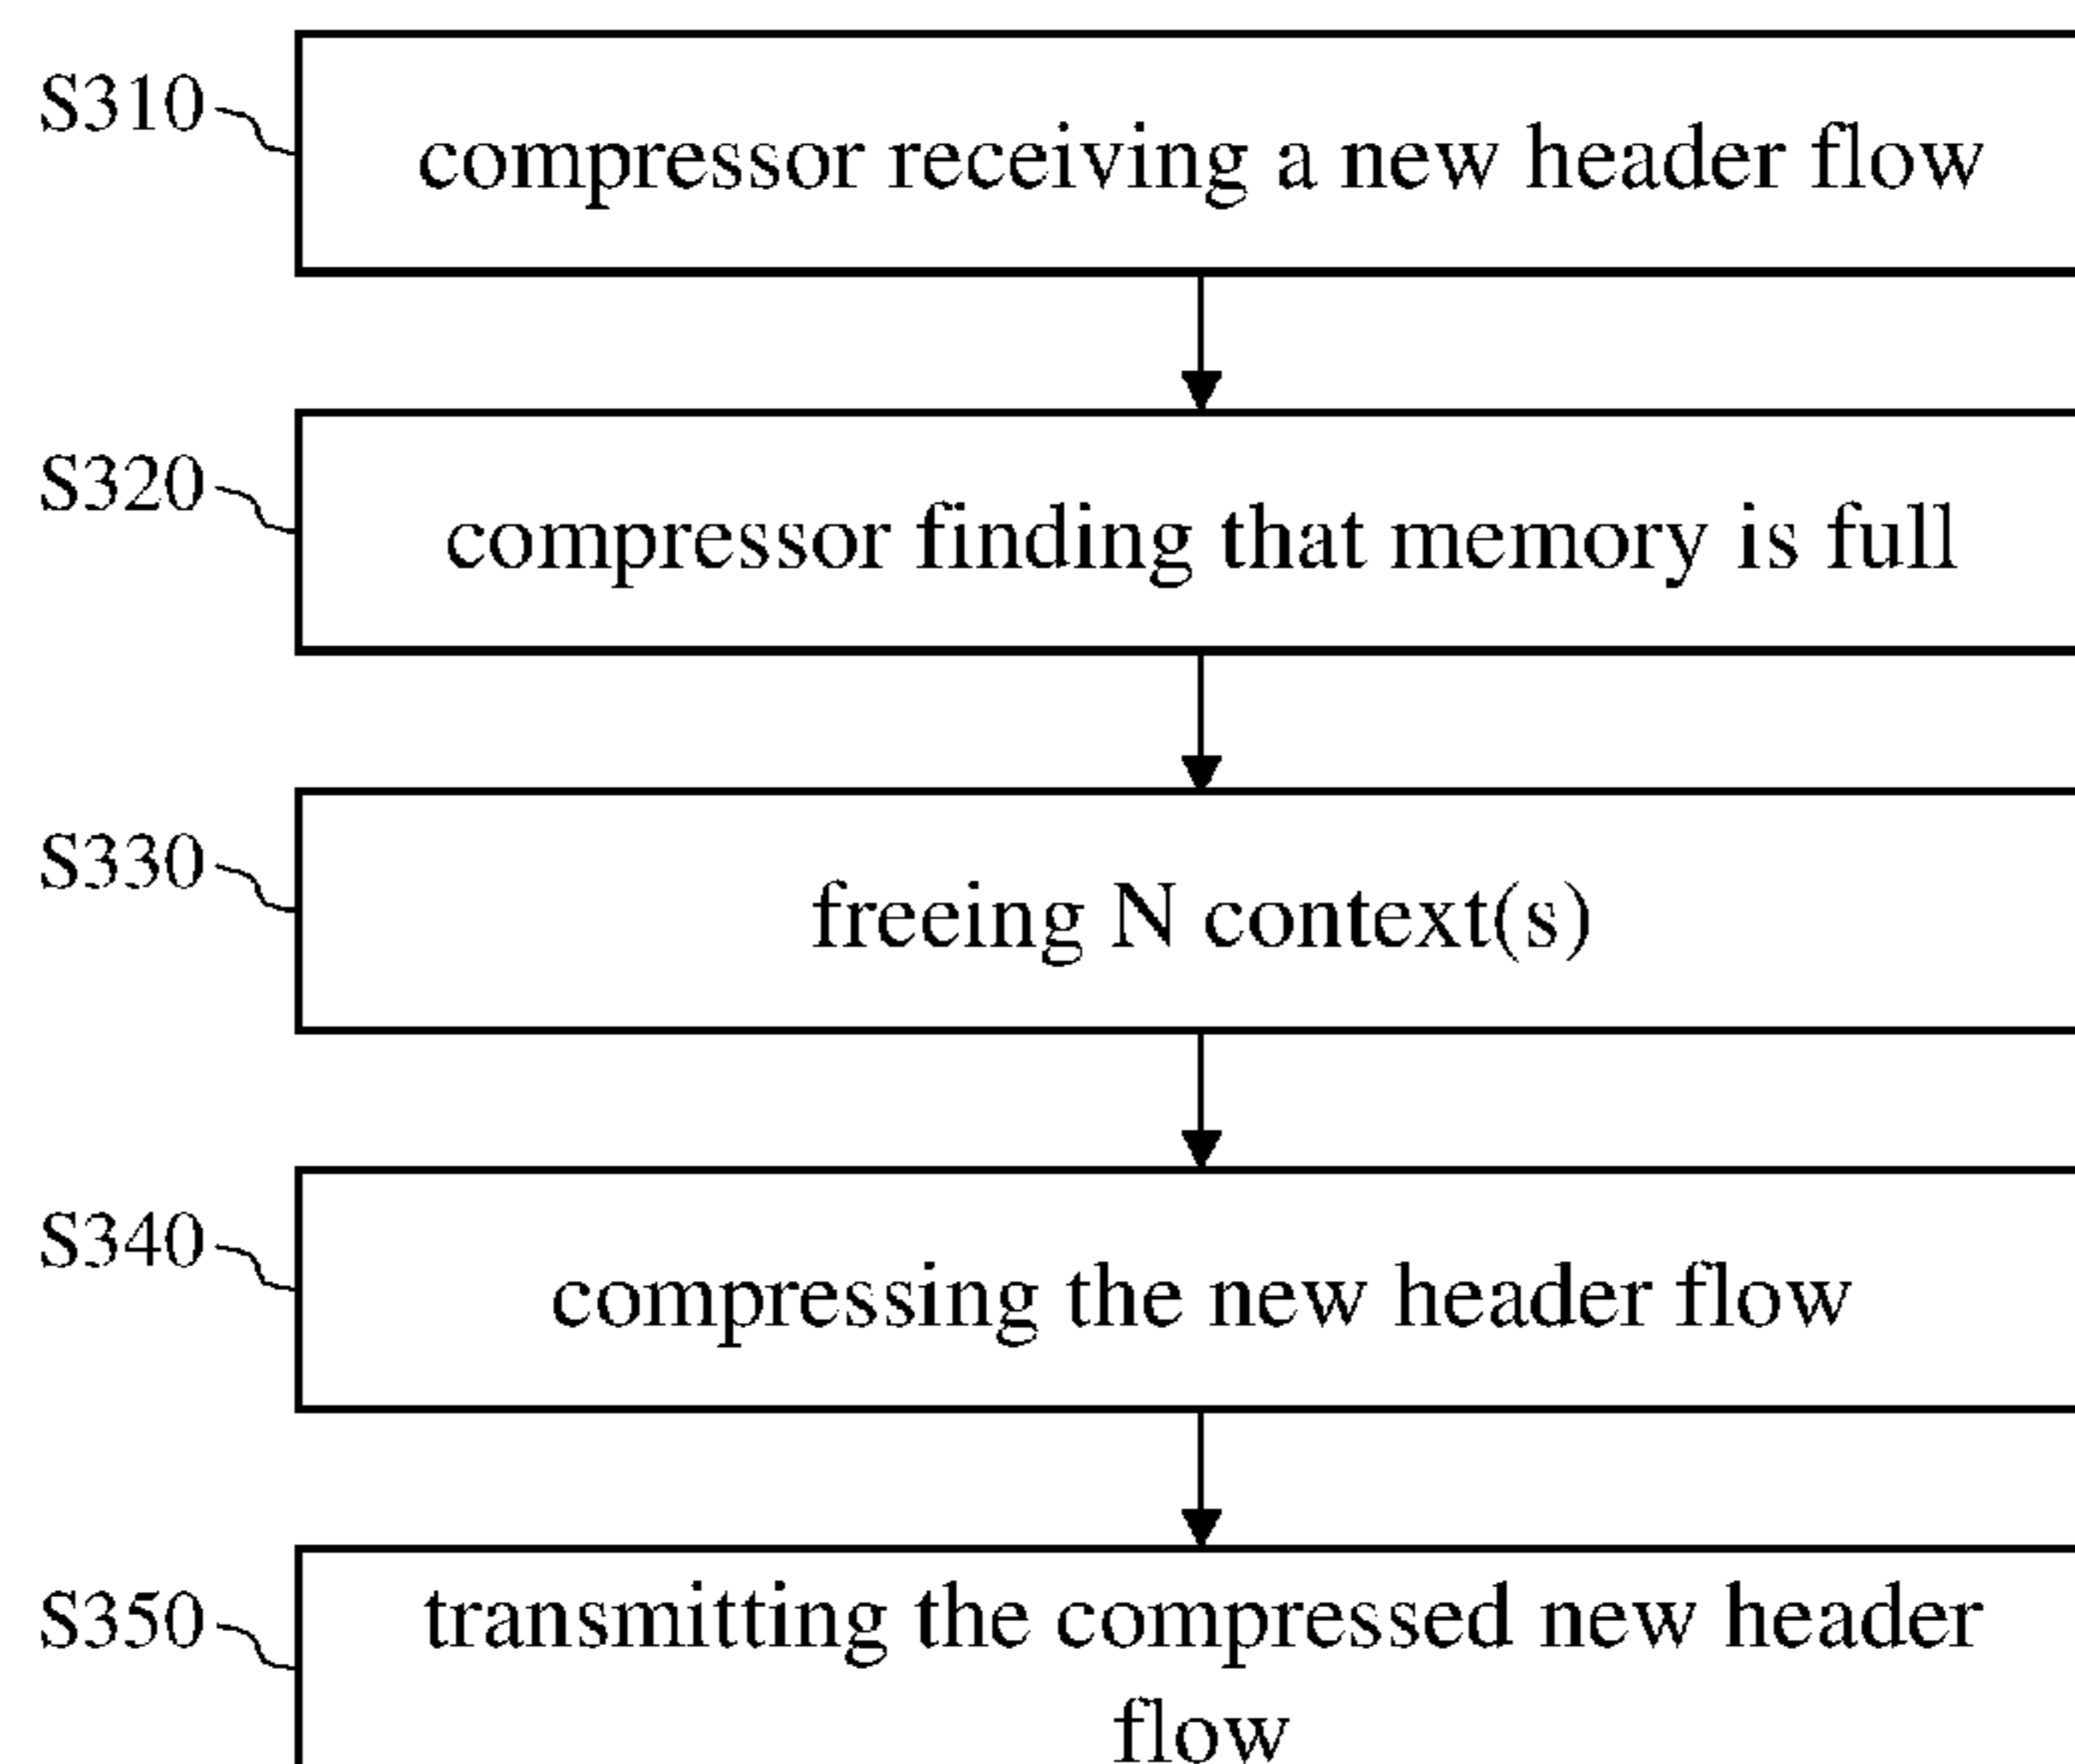 S310
compressor receiving a new header flow
S320
compressor finding that memory is full
S330
freeing N context(s)
S340
compressing the new header flow
S350
transmitting the compressed new header
flow